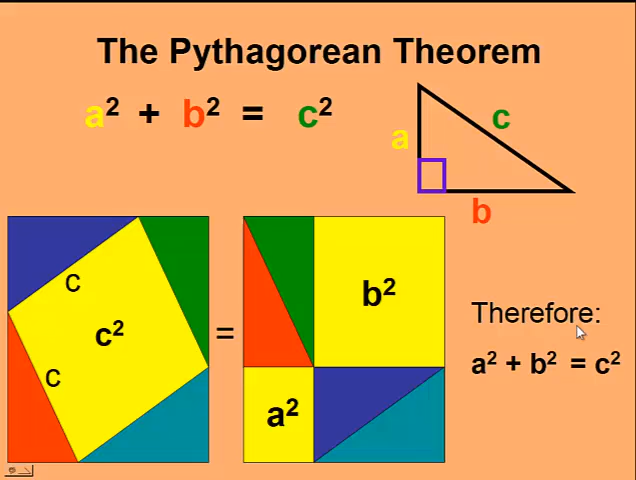 The Pythagorean Theorem
a² + b² = c²
a
c
b
c
c²
c
=
b²
a²
Therefore:
a² + b² = c²